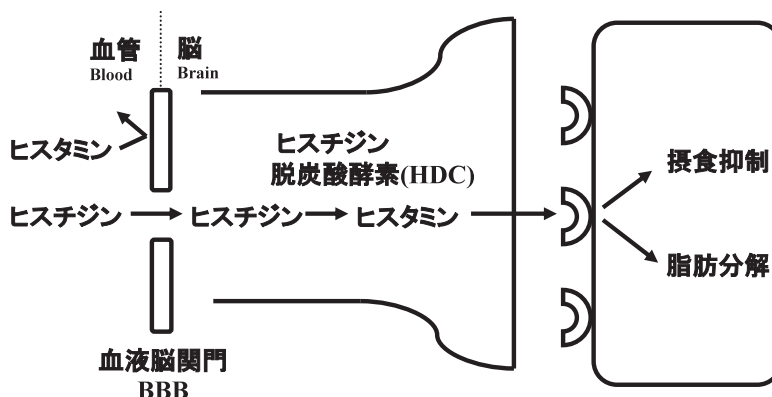 血管
Blood
脳
Brain
ヒスタミン
ヒスチジン
脱炭酸酵素(HDC)
ヒスチジン
ヒスチジン
ヒスタミン
摂食抑制
脂肪分解
血液脳関門
BBB